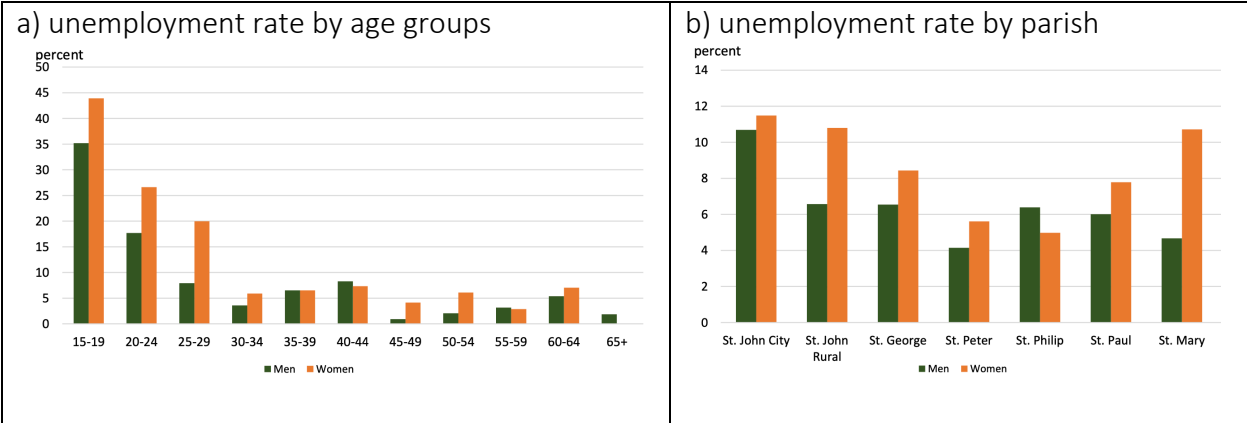 a) unemployment rate by age groups
percent
50
45
40
35
30
25
20
15
10
5
0
15-19 20-24 25-29 30-34 35-39 40-44 45-49 50-54 55-59 60-64 65+
Men Women
b) unemployment rate by parish
percent
14
12
10
8
6
4
2
0
St. John City St. John St. George St. Peter St. Philip St. Paul St. Mary
Rural
Men Women